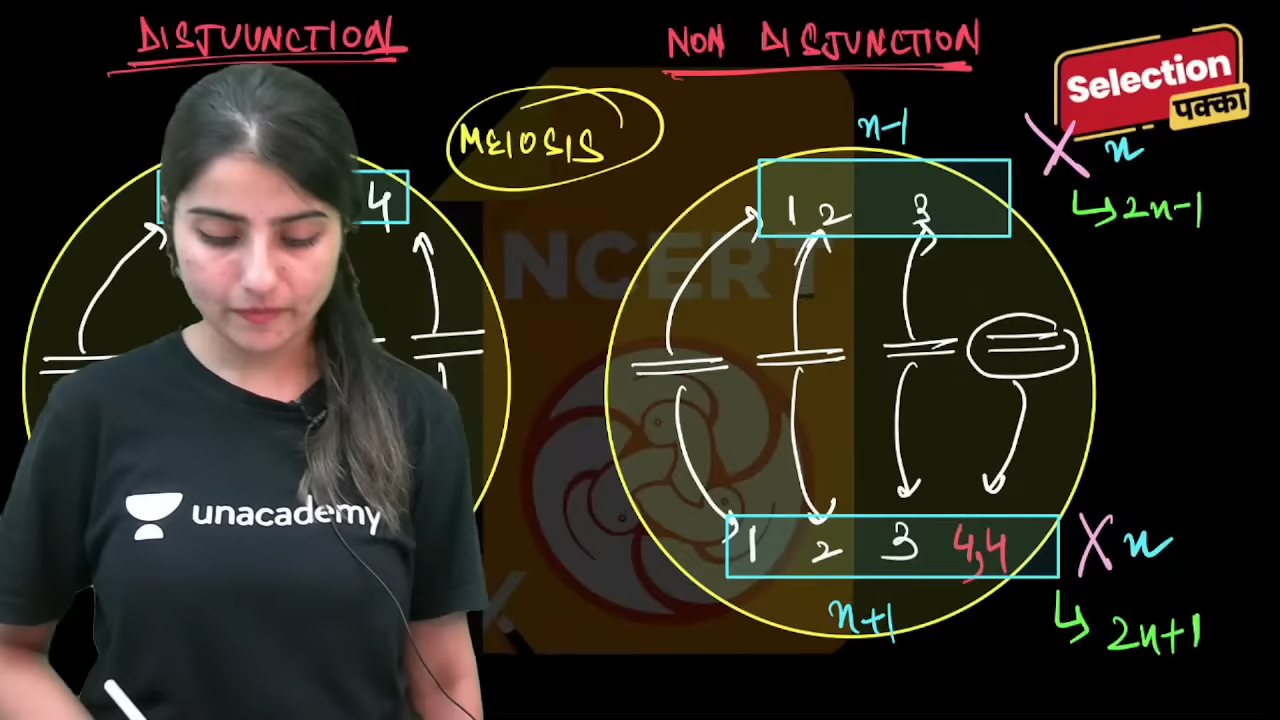 DISJUUNCTION
NON DISJUNCTION
Selection
पक्का
MEIOSIS
n-1
X n
↳ 2n-1
4
1 2 3
NCERT
unacademy
1 2 3 4,4
X n
n+1
↳ 2n+1